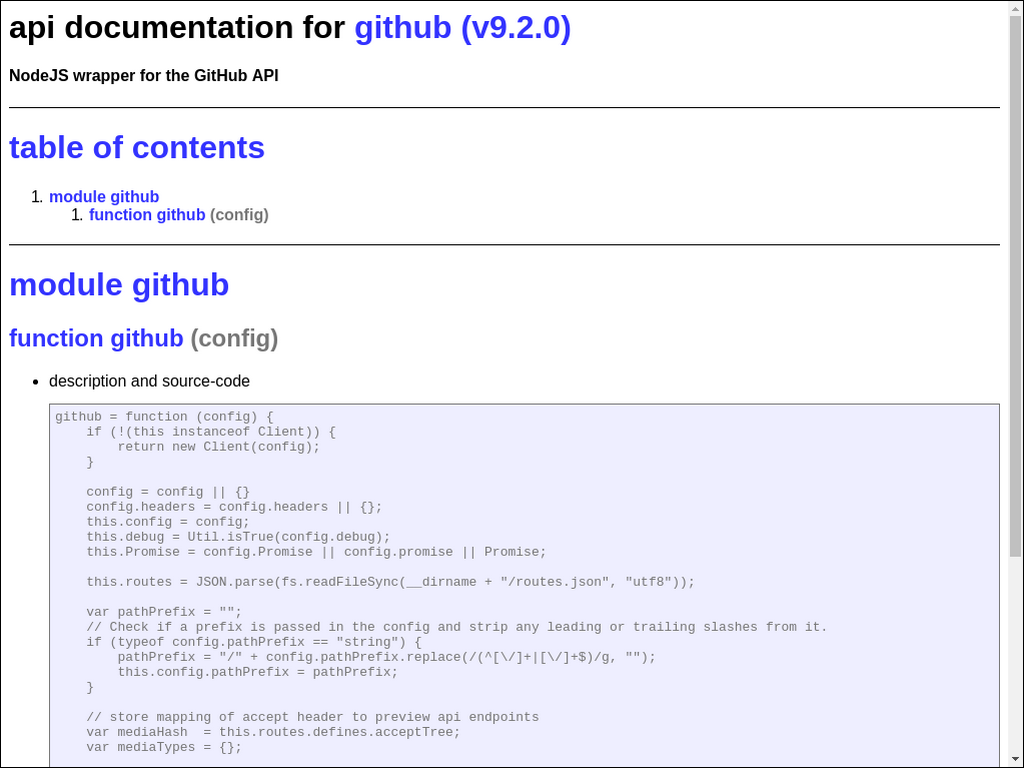 api documentation for github (v9.2.0)
NodeJS wrapper for the GitHub API
table of contents
1. module github
1. function github (config)
module github
function github (config)
• description and source-code
github = function (config) {
    if (!(this instanceof Client)) {
        return new Client(config);
    }
    config = config || {}
    config.headers = config.headers || {};
    this.config = config;
    this.debug = Util.isTrue(config.debug);
    this.Promise = config.Promise || config.promise || Promise;
    this.routes = JSON.parse(fs.readFileSync(__dirname + "/routes.json", "utf8"));
    var pathPrefix = "";
    // Check if a prefix is passed in the config and strip any leading or trailing slashes from it.
    if (typeof config.pathPrefix == "string") {
        pathPrefix = "/" + config.pathPrefix.replace(/(^[\/]+|[\/]+$)/g, "");
        this.config.pathPrefix = pathPrefix;
    }
    // store mapping of accept header to preview api endpoints
    var mediaHash  = this.routes.defines.acceptTree;
    var mediaTypes = {};